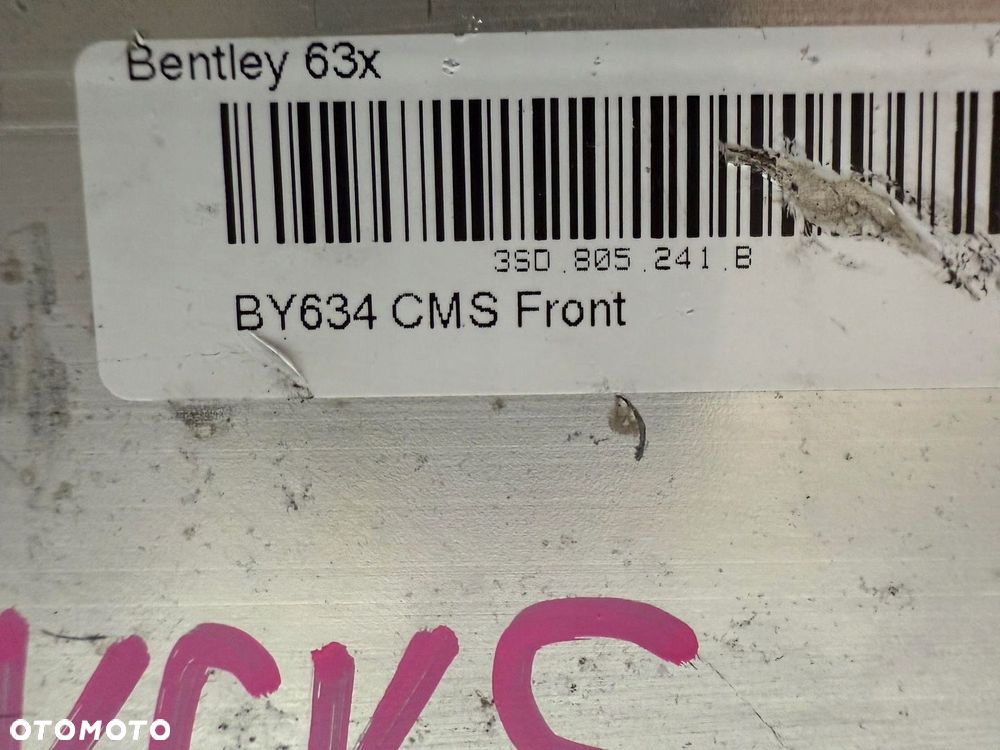 Bentley 63x
3SD.805.241.B
BY634 CMS Front
OTOMOTO